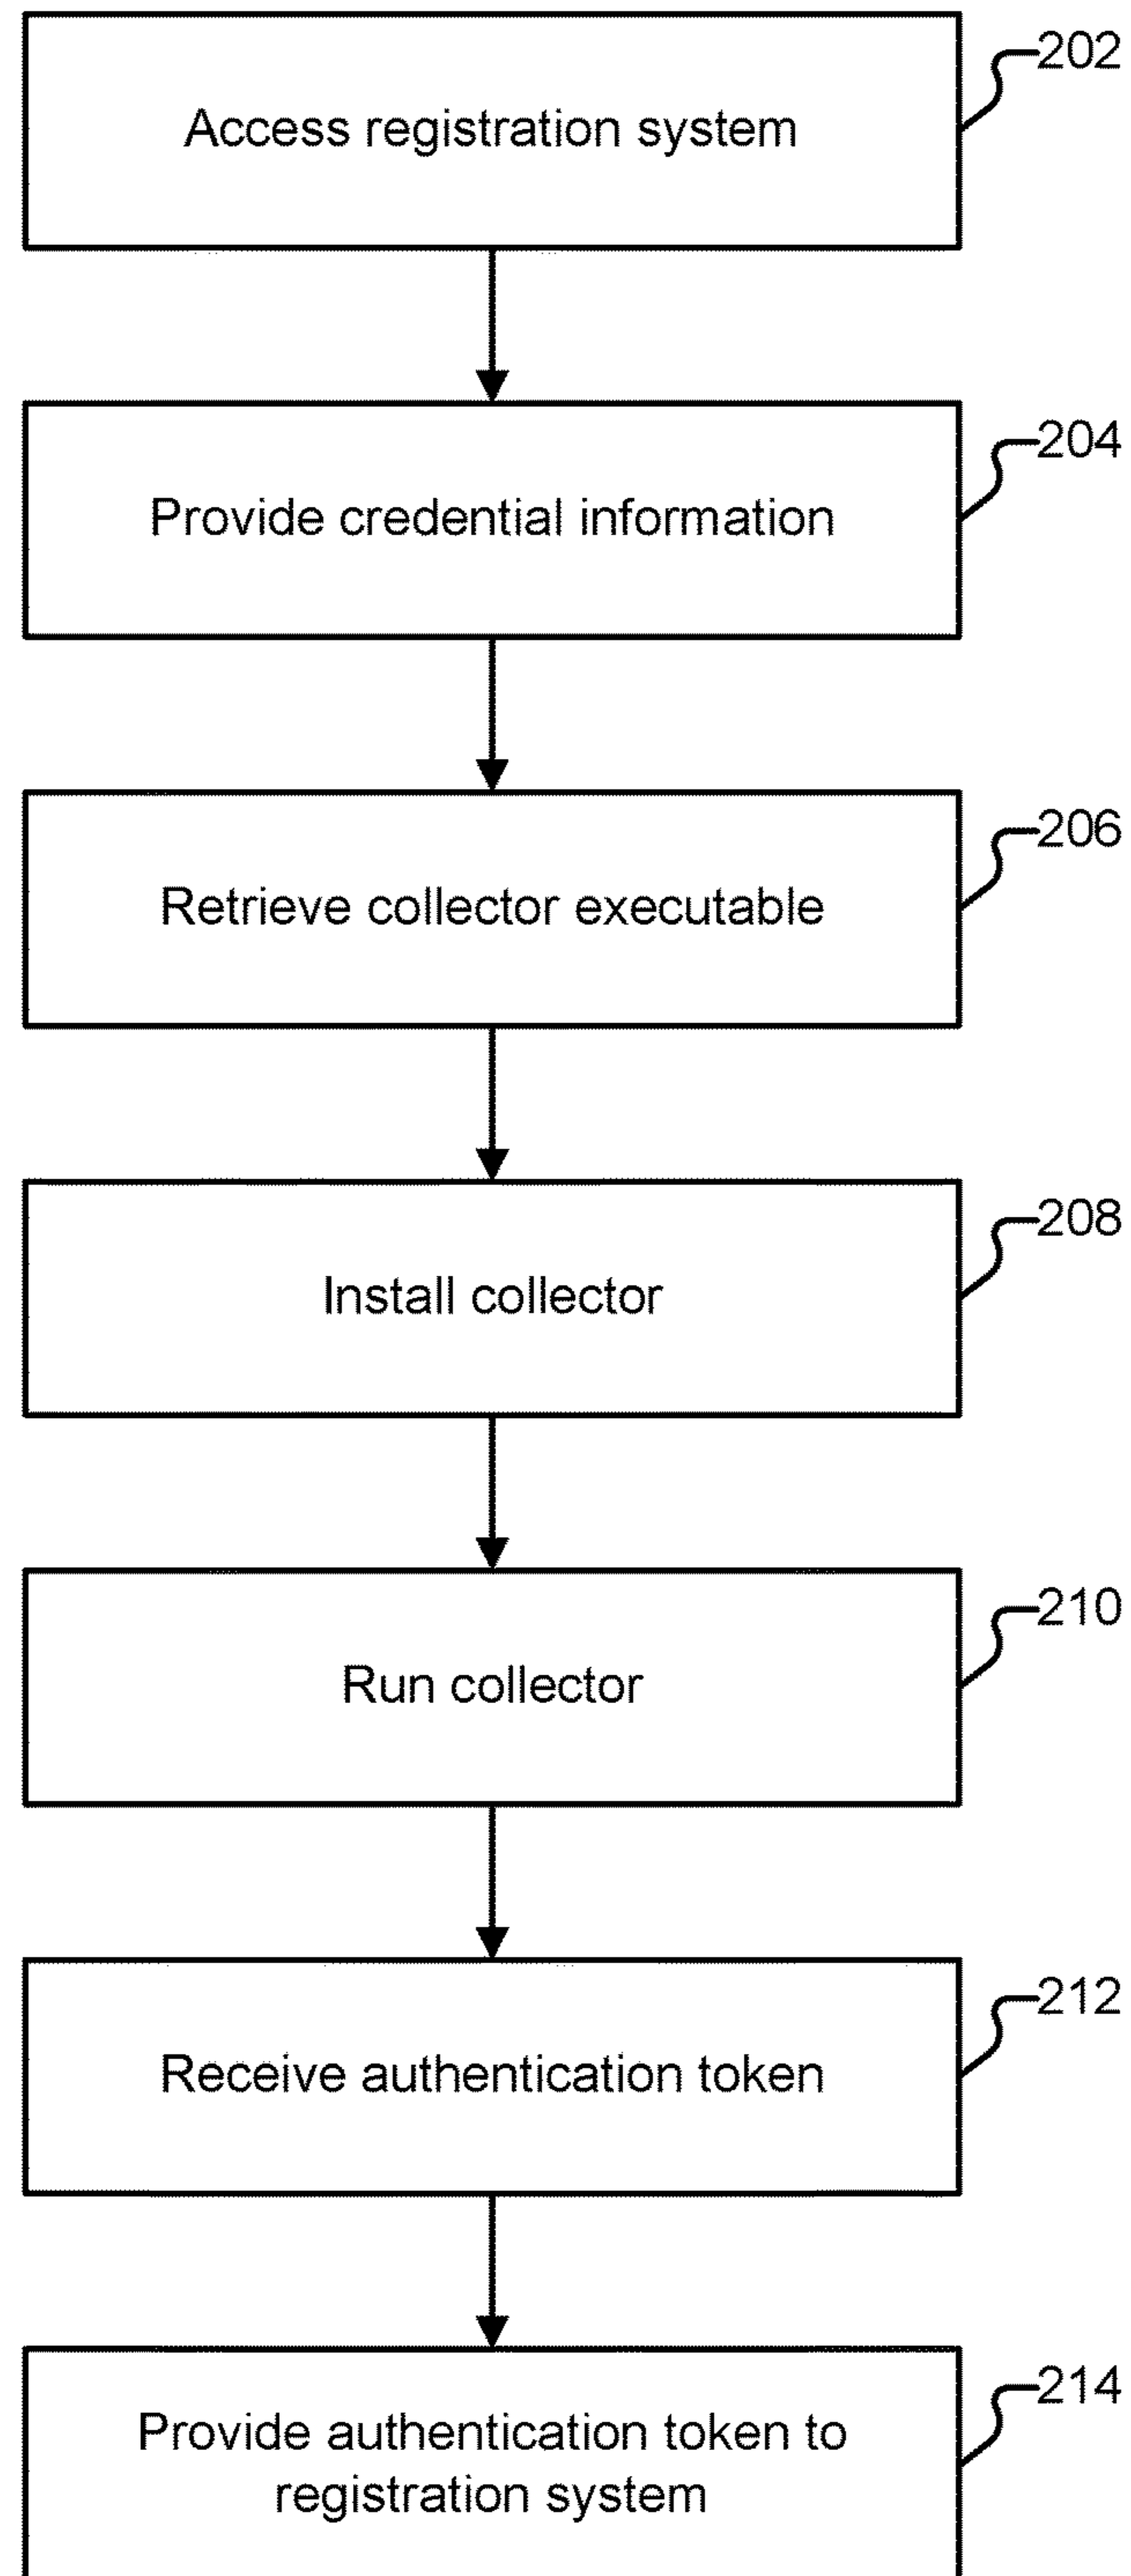 Access registration system
202
Provide credential information
204
Retrieve collector executable
206
Install collector
208
Run collector
210
Receive authentication token
212
Provide authentication token to
registration system
214